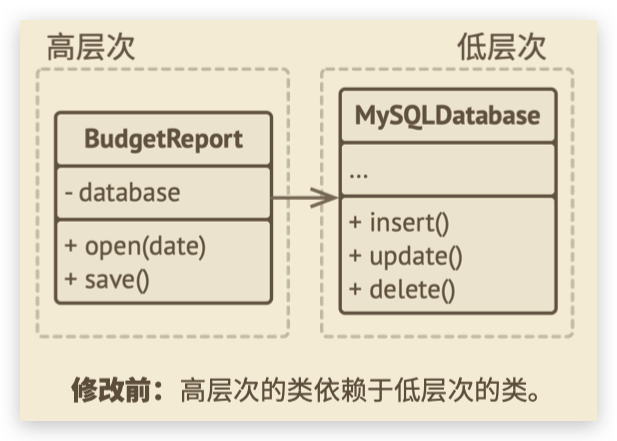 高层次
低层次
BudgetReport
- database
+ open(date)
+ save()
MySQLDatabase
...
+ insert()
+ update()
+ delete()
修改前：高层次的类依赖于低层次的类。